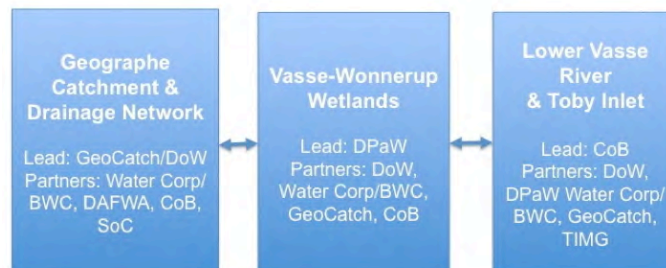 Geographe
Catchment &
Drainage Network
Lead: GeoCatch/DoW
Partners: Water Corp/
BWC, DAFWA, CoB,
SoC
Vasse-Wonnerup
Wetlands
Lead: DPaW
Partners: DoW,
Water Corp/BWC,
GeoCatch, CoB
Lower Vasse
River
& Toby Inlet
Lead: CoB
Partners: DoW,
DPaW Water Corp/
BWC, GeoCatch,
TIMG